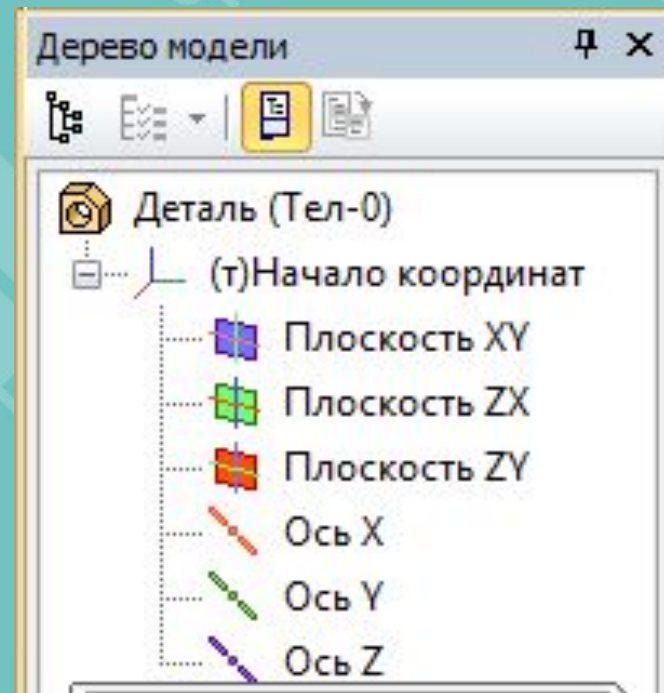 Дерево модели
Деталь (Тел-0)
(т)Начало координат
Плоскость XY
Плоскость ZX
Плоскость ZY
Ось X
Ось Y
Ось Z